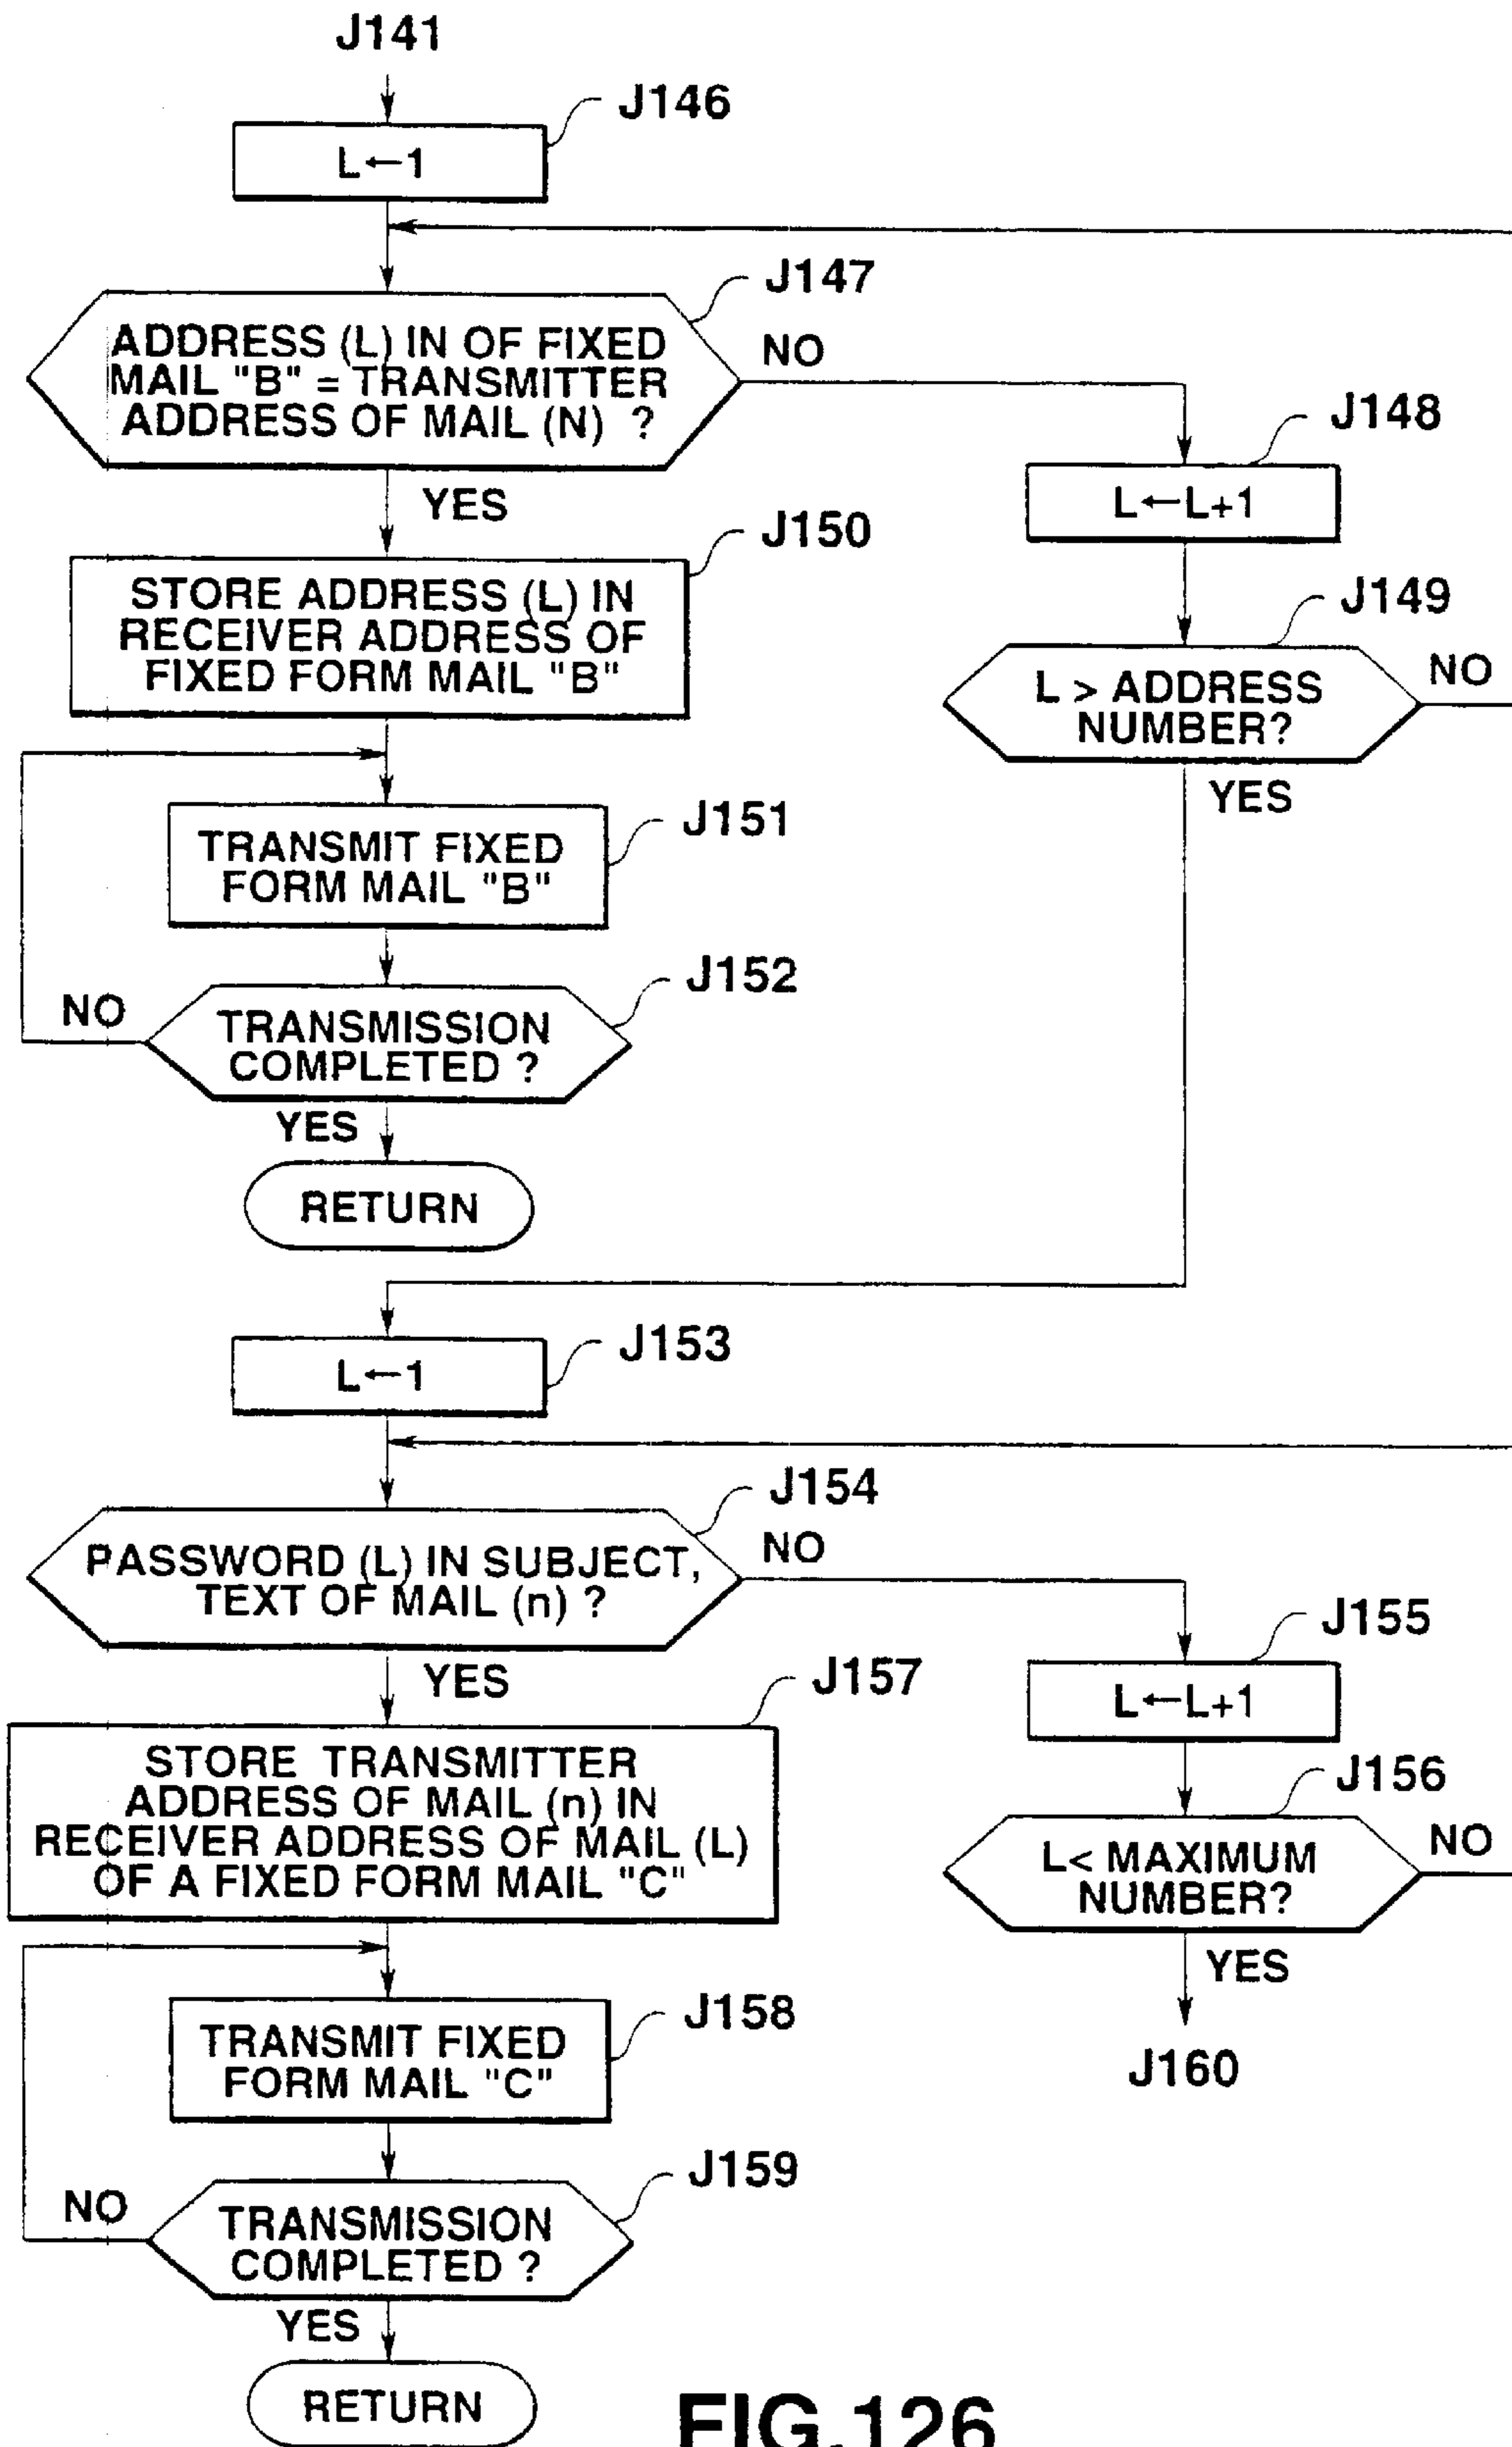 J141
J146
L←1
J147
ADDRESS (L) IN OF FIXED
MAIL "B" = TRANSMITTER
ADDRESS OF MAIL (N) ?
NO
YES
J148
L←L+1
J149
L > ADDRESS
NUMBER?
NO
YES
J150
STORE ADDRESS (L) IN
RECEIVER ADDRESS OF
FIXED FORM MAIL "B"
J151
TRANSMIT FIXED
FORM MAIL "B"
J152
TRANSMISSION
COMPLETED ?
NO
YES
RETURN
J153
L←1
J154
PASSWORD (L) IN SUBJECT,
TEXT OF MAIL (n) ?
NO
YES
J155
L←L+1
J156
L< MAXIMUM
NUMBER?
NO
YES
J160
J157
STORE TRANSMITTER
ADDRESS OF MAIL (n) IN
RECEIVER ADDRESS OF MAIL (L)
OF A FIXED FORM MAIL "C"
J158
TRANSMIT FIXED
FORM MAIL "C"
J159
TRANSMISSION
COMPLETED ?
NO
YES
RETURN
FIG.126